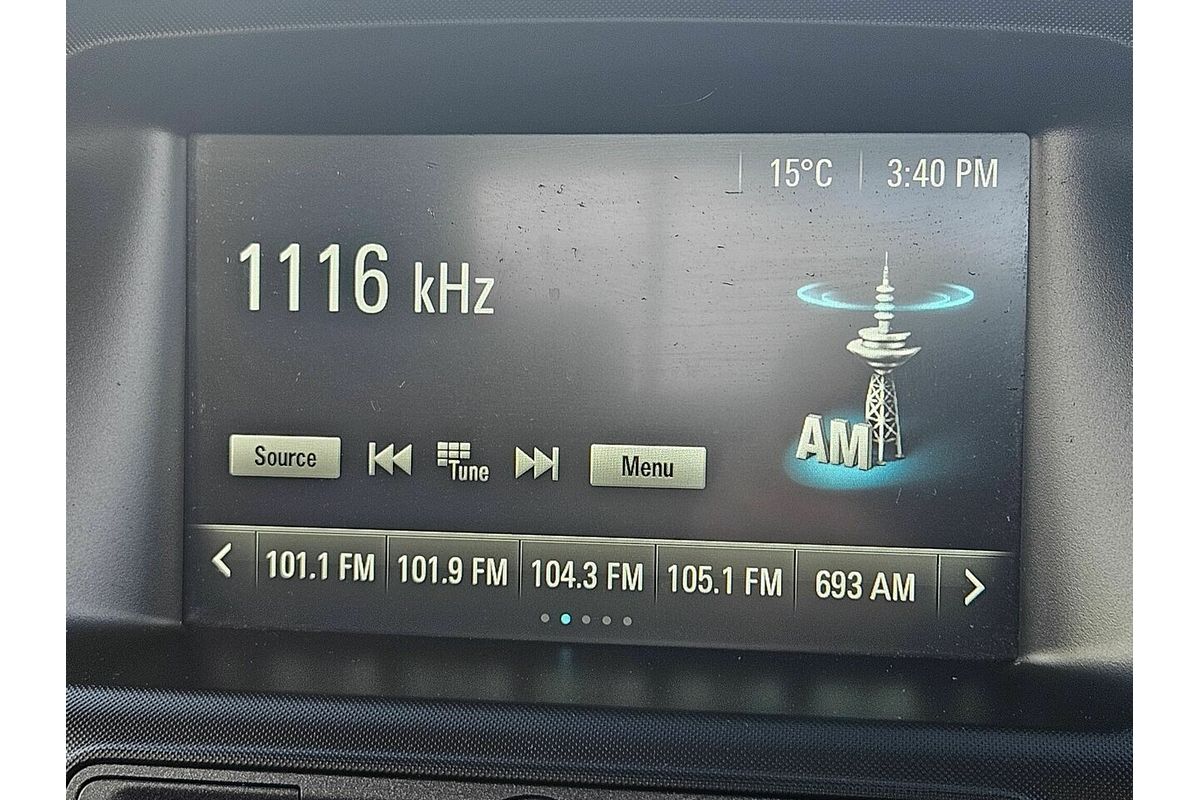 15°C 3:40 PM
1116 kHz
AM
Source Tune Menu
101.1 FM 101.9 FM 104.3 FM 105.1 FM 693 AM